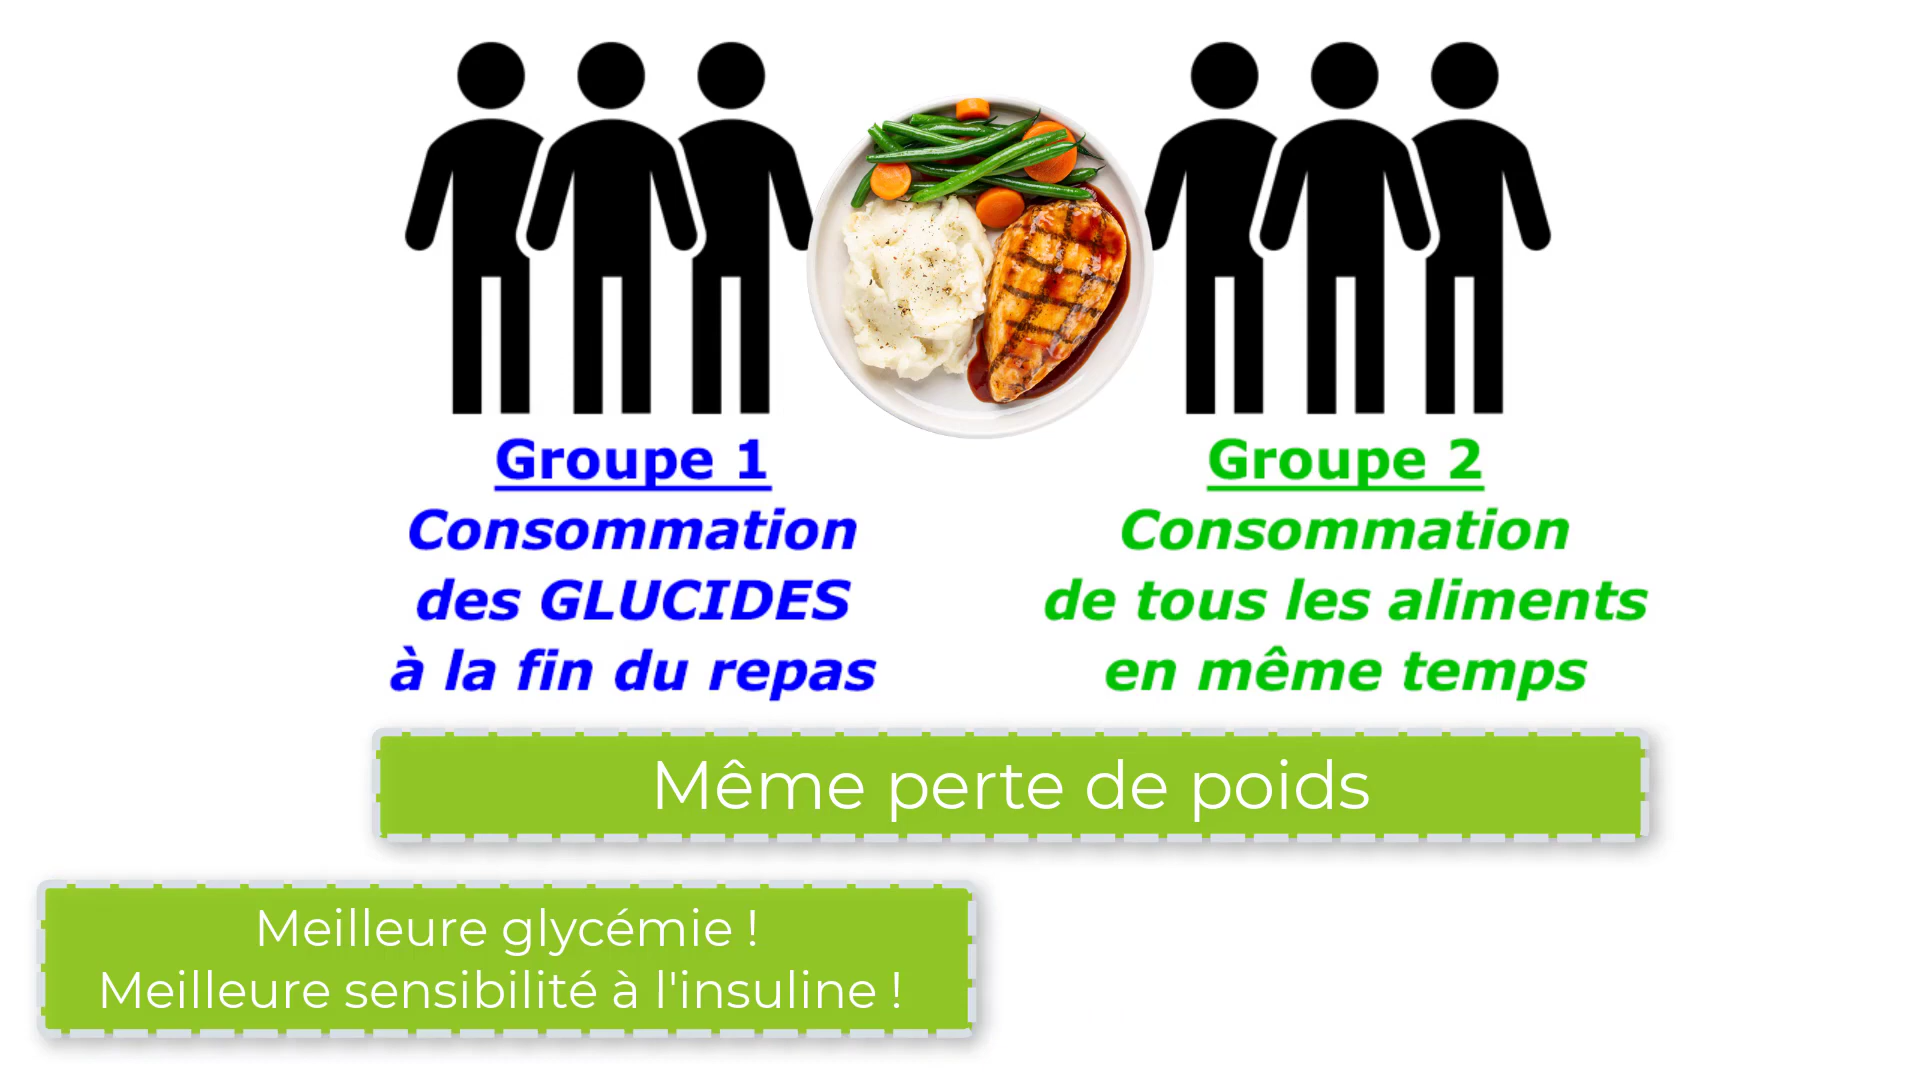 Groupe 1
Consommation
des GLUCIDES
à la fin du repas
Groupe 2
Consommation
de tous les aliments
en même temps
Même perte de poids
Meilleure glycémie !
Meilleure sensibilité à l'insuline !